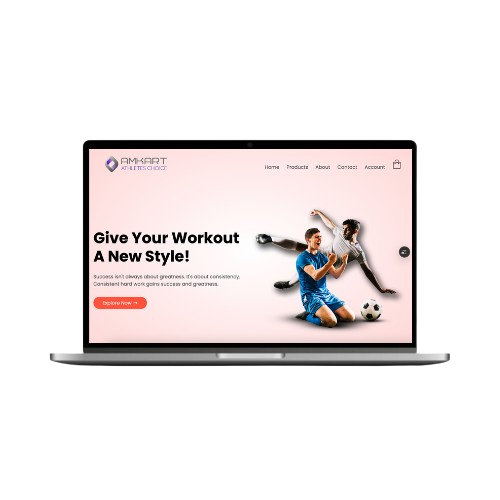 AMKART
ATHLETES CHOICE
Home Products About Contact Account
Give Your Workout
A New Style!
Success isn't always about greatness. It's about consistency.
Consistent hard work gains success and greatness.
Explore Now →